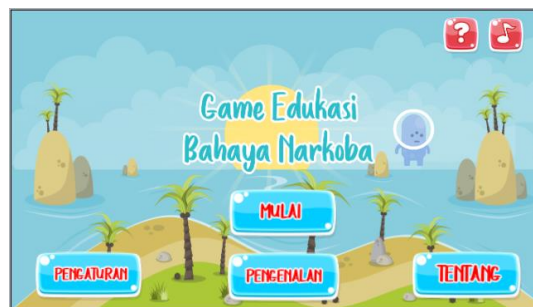 ?
Game Edukasi
Bahaya Narkoba
MULAI
PENGATURAN
PENGENALAN
TENTANG